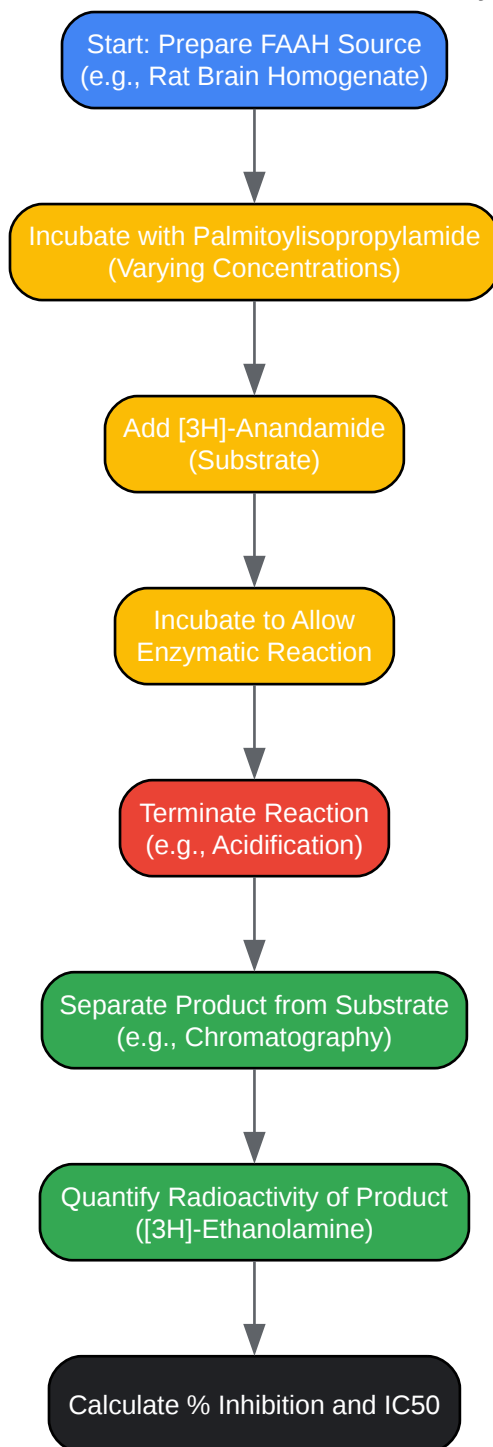 Start: Prepare FAAH Source
(e.g., Rat Brain Homogenate)
Incubate with Palmitoylisopropylamide
(Varying Concentrations)
Add [3H]-Anandamide
(Substrate)
Incubate to Allow
Enzymatic Reaction
Terminate Reaction
(e.g., Acidification)
Separate Product from Substrate
(e.g., Chromatography)
Quantify Radioactivity of Product
([3H]-Ethanolamine)
Calculate % Inhibition and IC50